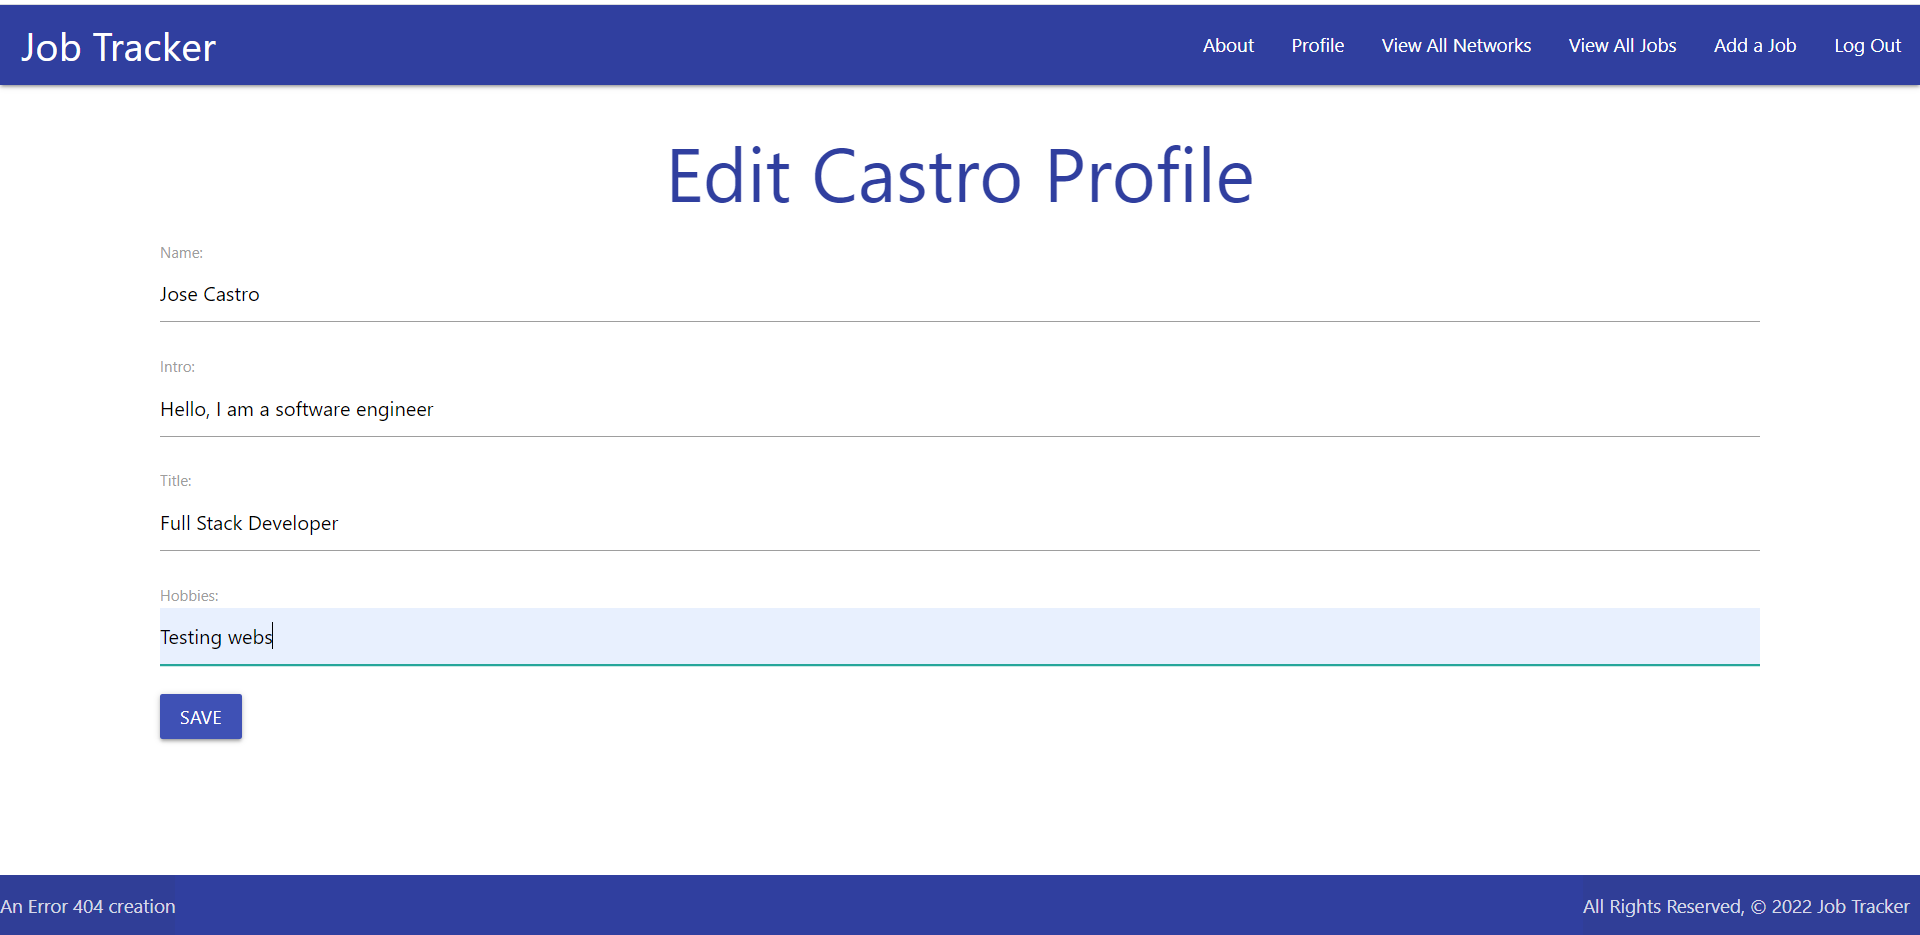 Job Tracker
About Profile View All Networks View All Jobs Add a Job Log Out
Edit Castro Profile
Name:
Jose Castro
Intro:
Hello, I am a software engineer
Title:
Full Stack Developer
Hobbies:
Testing webs
SAVE
An Error 404 creation
All Rights Reserved, © 2022 Job Tracker